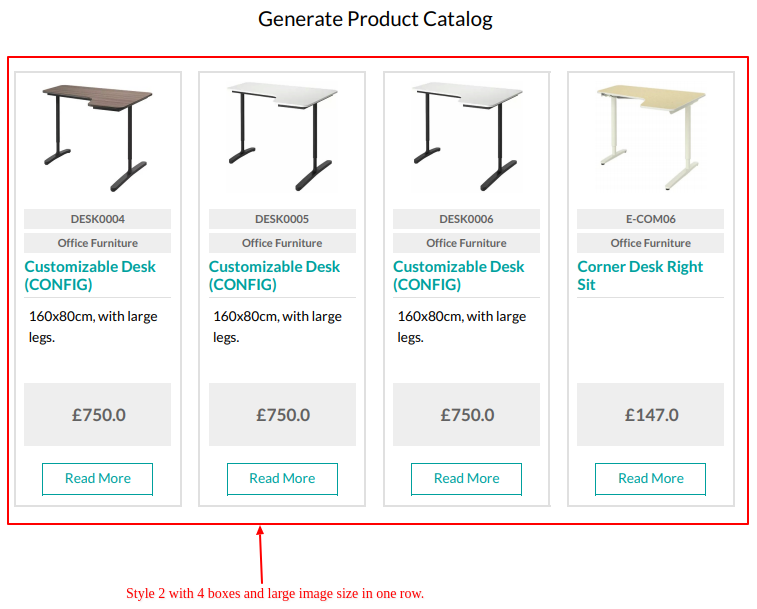 Generate Product Catalog
DESK0004
Office Furniture
Customizable Desk
(CONFIG)
160x80cm, with large
legs.
£750.0
Read More
DESK0005
Office Furniture
Customizable Desk
(CONFIG)
160x80cm, with large
legs.
£750.0
Read More
DESK0006
Office Furniture
Customizable Desk
(CONFIG)
160x80cm, with large
legs.
£750.0
Read More
E-COM06
Office Furniture
Corner Desk Right
Sit
£147.0
Read More
Style 2 with 4 boxes and large image size in one row.